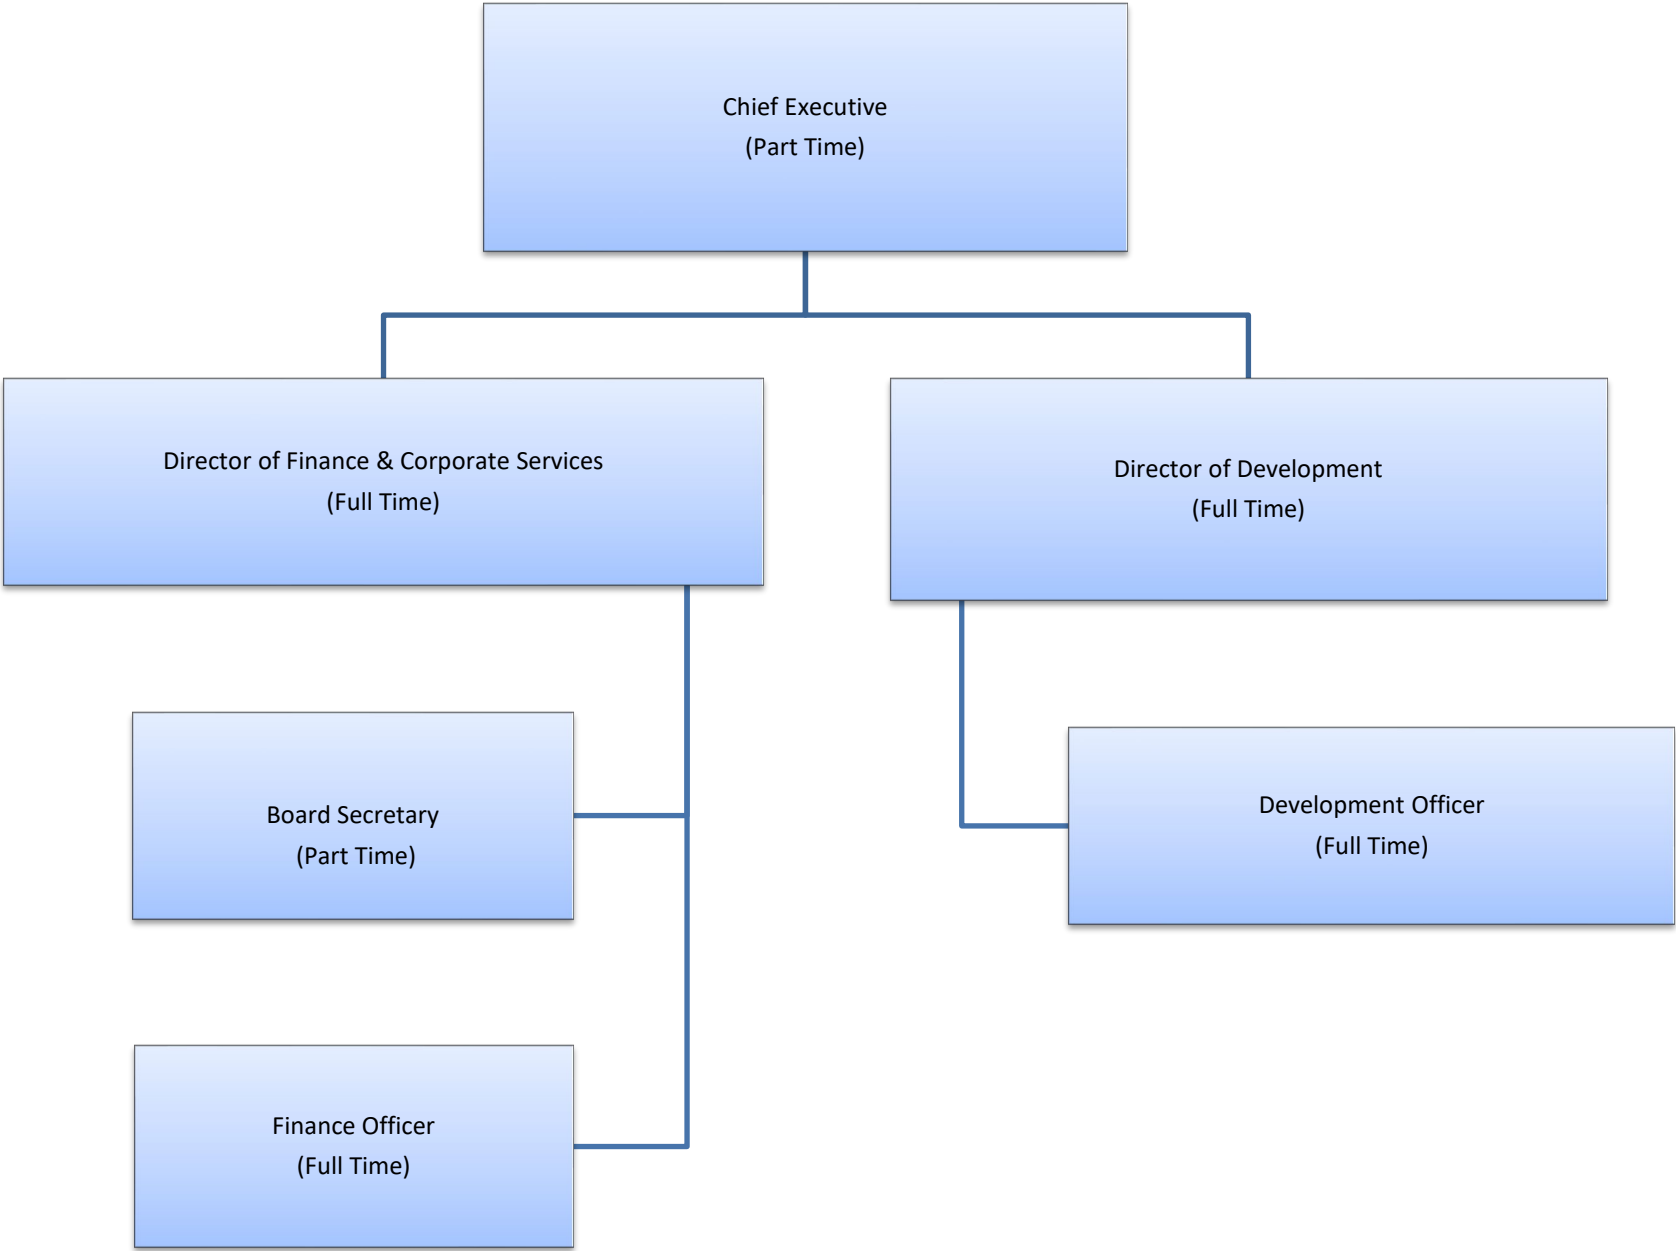 Chief Executive
(Part Time)
Director of Finance & Corporate Services
(Full Time)
Director of Development
(Full Time)
Board Secretary
(Part Time)
Development Officer
(Full Time)
Finance Officer
(Full Time)